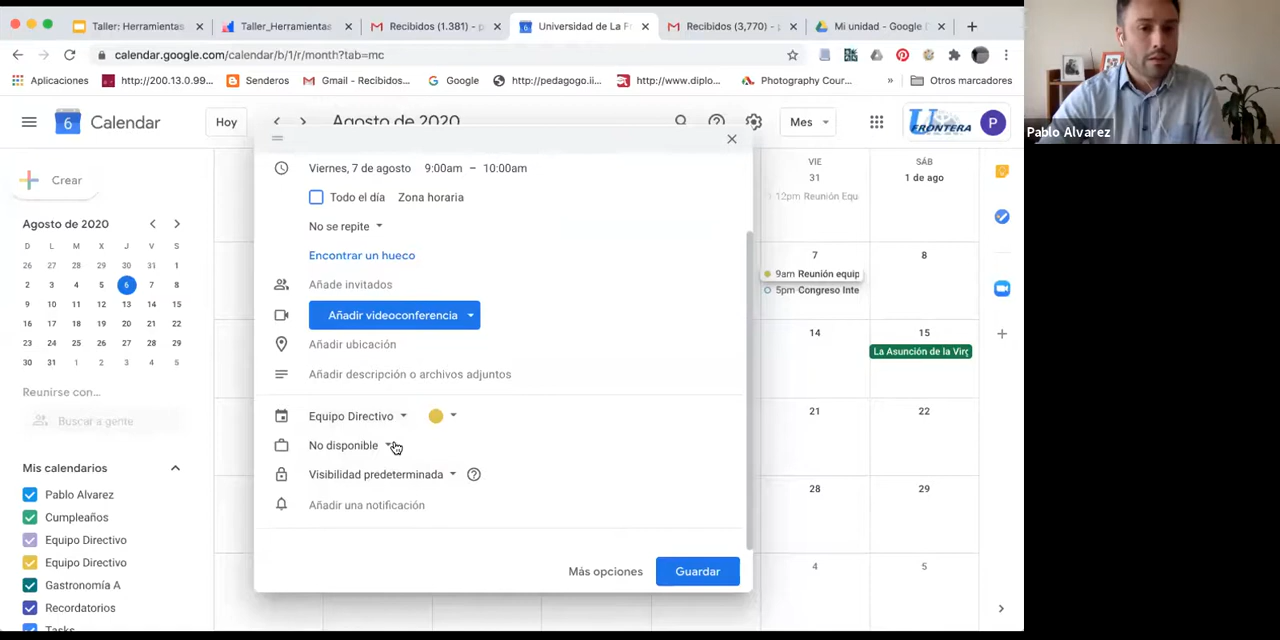 Taller: Herramientas
Taller_Herramientas
Recibidos (1.381) - p
Universidad de La Fr
Recibidos (3,770) - p
Mi unidad - Google D
calendar.google.com/calendar/b/1/r/month?tab=mc
Aplicaciones
http://200.13.0.99...
Senderos
Gmail - Recibidos...
Google
http://pedagogo.ii...
http://www.diplo...
Photography Cour...
»
Otros marcadores
6
Calendar
Hoy
Agosto de 2020
Mes
FRONTERA
P
Pablo Alvarez
Crear
Agosto de 2020
D L M X J V S
26 27 28 29 30 31 1
2 3 4 5 6 7 8
9 10 11 12 13 14 15
16 17 18 19 20 21 22
23 24 25 26 27 28 29
30 31 1 2 3 4 5
Reunirse con...
Buscar a gente
Mis calendarios
Pablo Alvarez
Cumpleaños
Equipo Directivo
Equipo Directivo
Gastronomía A
Recordatorios
Tasks
Viernes, 7 de agosto 9:00am – 10:00am
Todo el día Zona horaria
No se repite
Encontrar un hueco
Añade invitados
Añadir videoconferencia
Añadir ubicación
Añadir descripción o archivos adjuntos
Equipo Directivo
No disponible
Visibilidad predeterminada
Añadir una notificación
Más opciones
Guardar
VIE SÁB
31 1 de ago
12pm Reunión Equ
7 8
9am Reunión equip
5pm Congreso Inte
14 15
La Asunción de la Virg
21 22
28 29
4 5